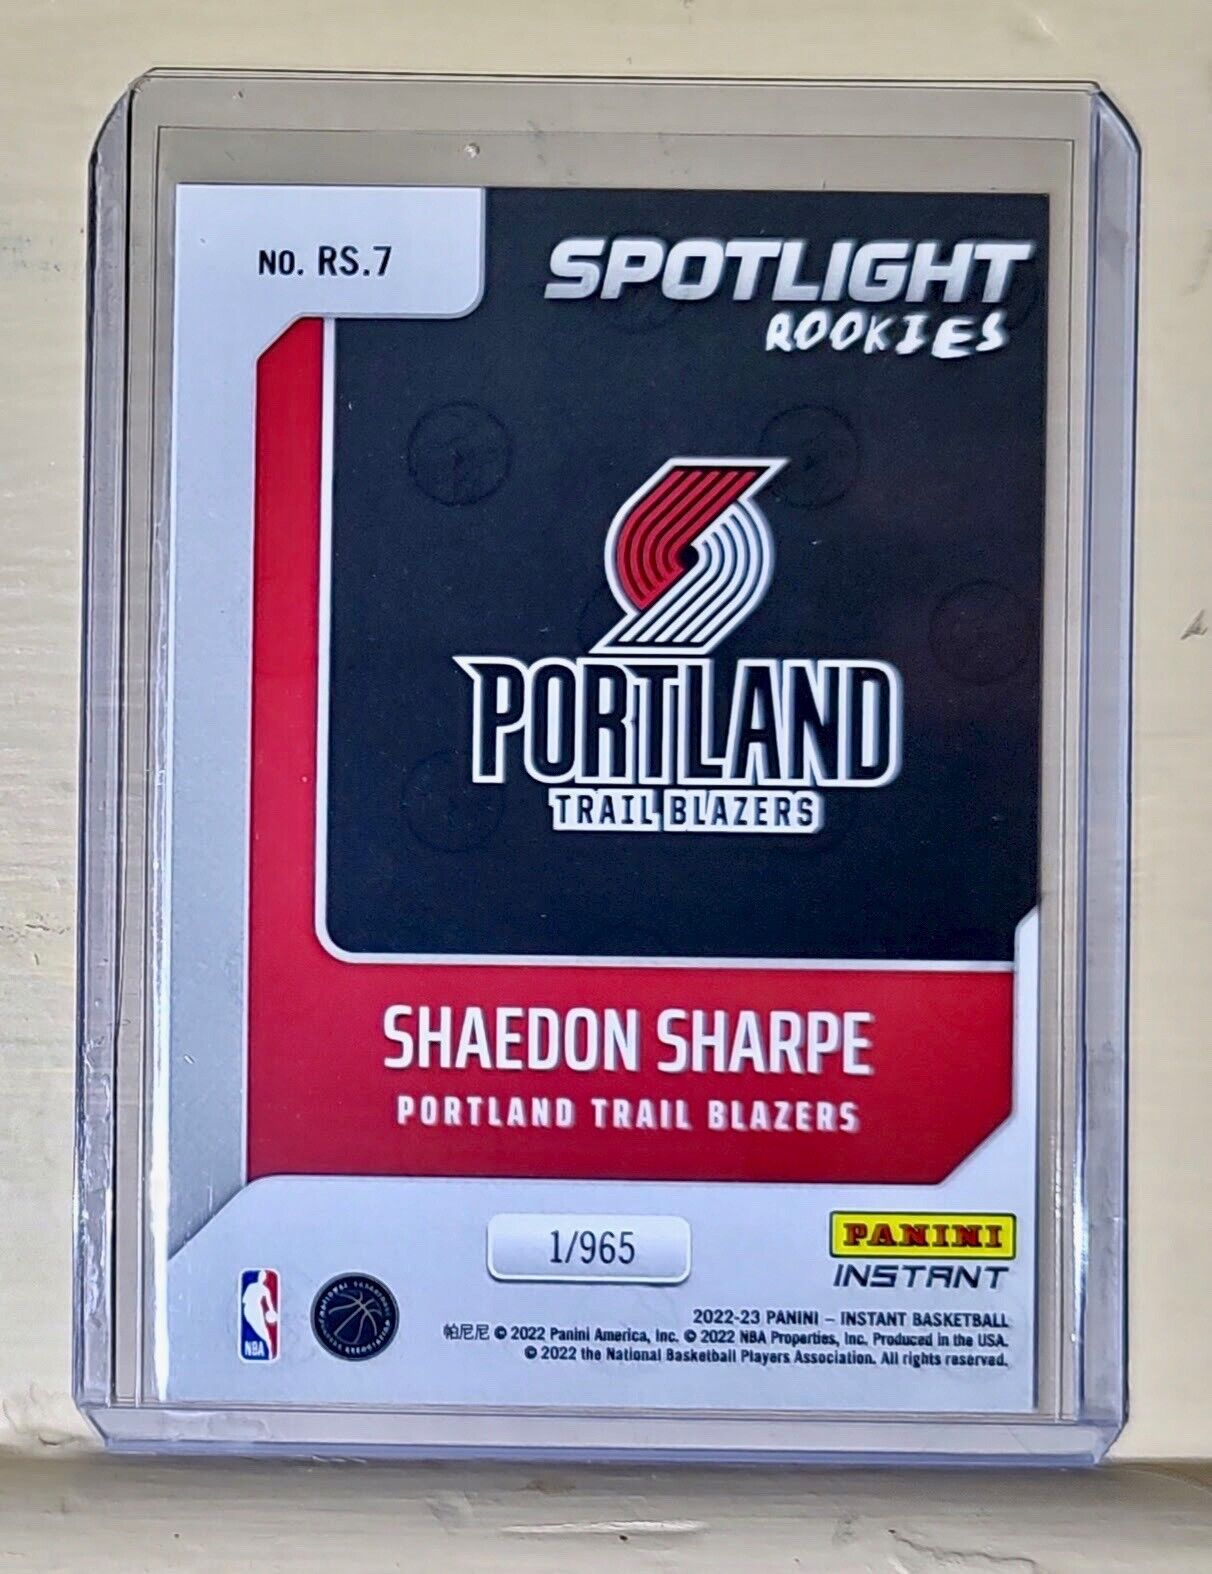 NO. RS.7
SPOTLIGHT
ROOKIES
PORTLAND
TRAIL BLAZERS
SHAEDON SHARPE
PORTLAND TRAIL BLAZERS
1/965
PANINI
INSTANT
NBA
2022-23 PANINI – INSTANT BASKETBALL
帕尼尼 © 2022 Panini America, Inc. © 2022 NBA Properties, Inc. Produced in the USA.
© 2022 the National Basketball Players Association. All rights reserved.